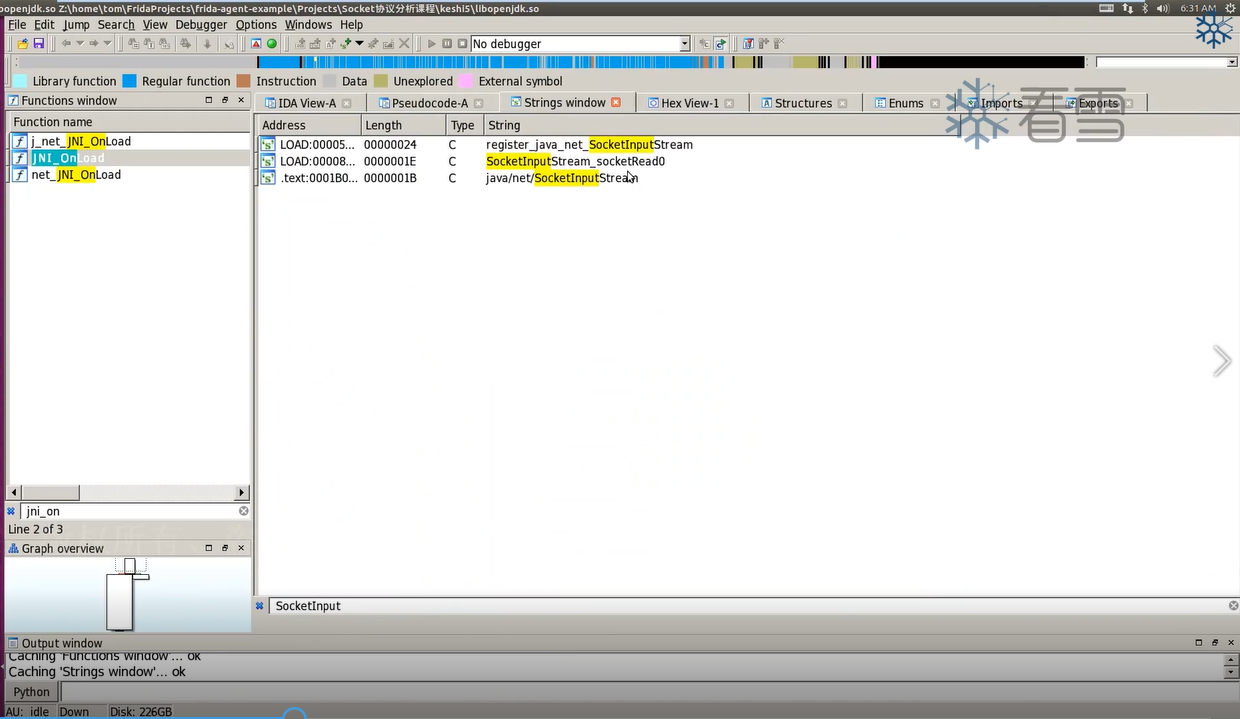 opbenjdk.so Z:\home\tom\FridaProjects\frida-agent-example\Projects\Socket协议分析课程\keshi5\libopenjdk.so
6:31 AM
File Edit Jump Search View Debugger Options Windows Help
No debugger
Library function Regular function Instruction Data Unexplored External symbol
Functions window
Function name
j_net_JNI_OnLoad
JNI_OnLoad
net_JNI_OnLoad
jni_on
Line 2 of 3
Graph overview
IDA View-A Pseudocode-A Strings window Hex View-1 Structures Enums Imports Exports
看雪
Address Length Type String
LOAD:00005... 00000024 C register_java_net_SocketInputStream
LOAD:00008... 0000001E C SocketInputStream_socketRead0
.text:0001B0... 0000001B C java/net/SocketInputStream
SocketInput
Output window
Caching 'Functions window'... ok
Caching 'Strings window'... ok
Python
AU: idle Down Disk: 226GB